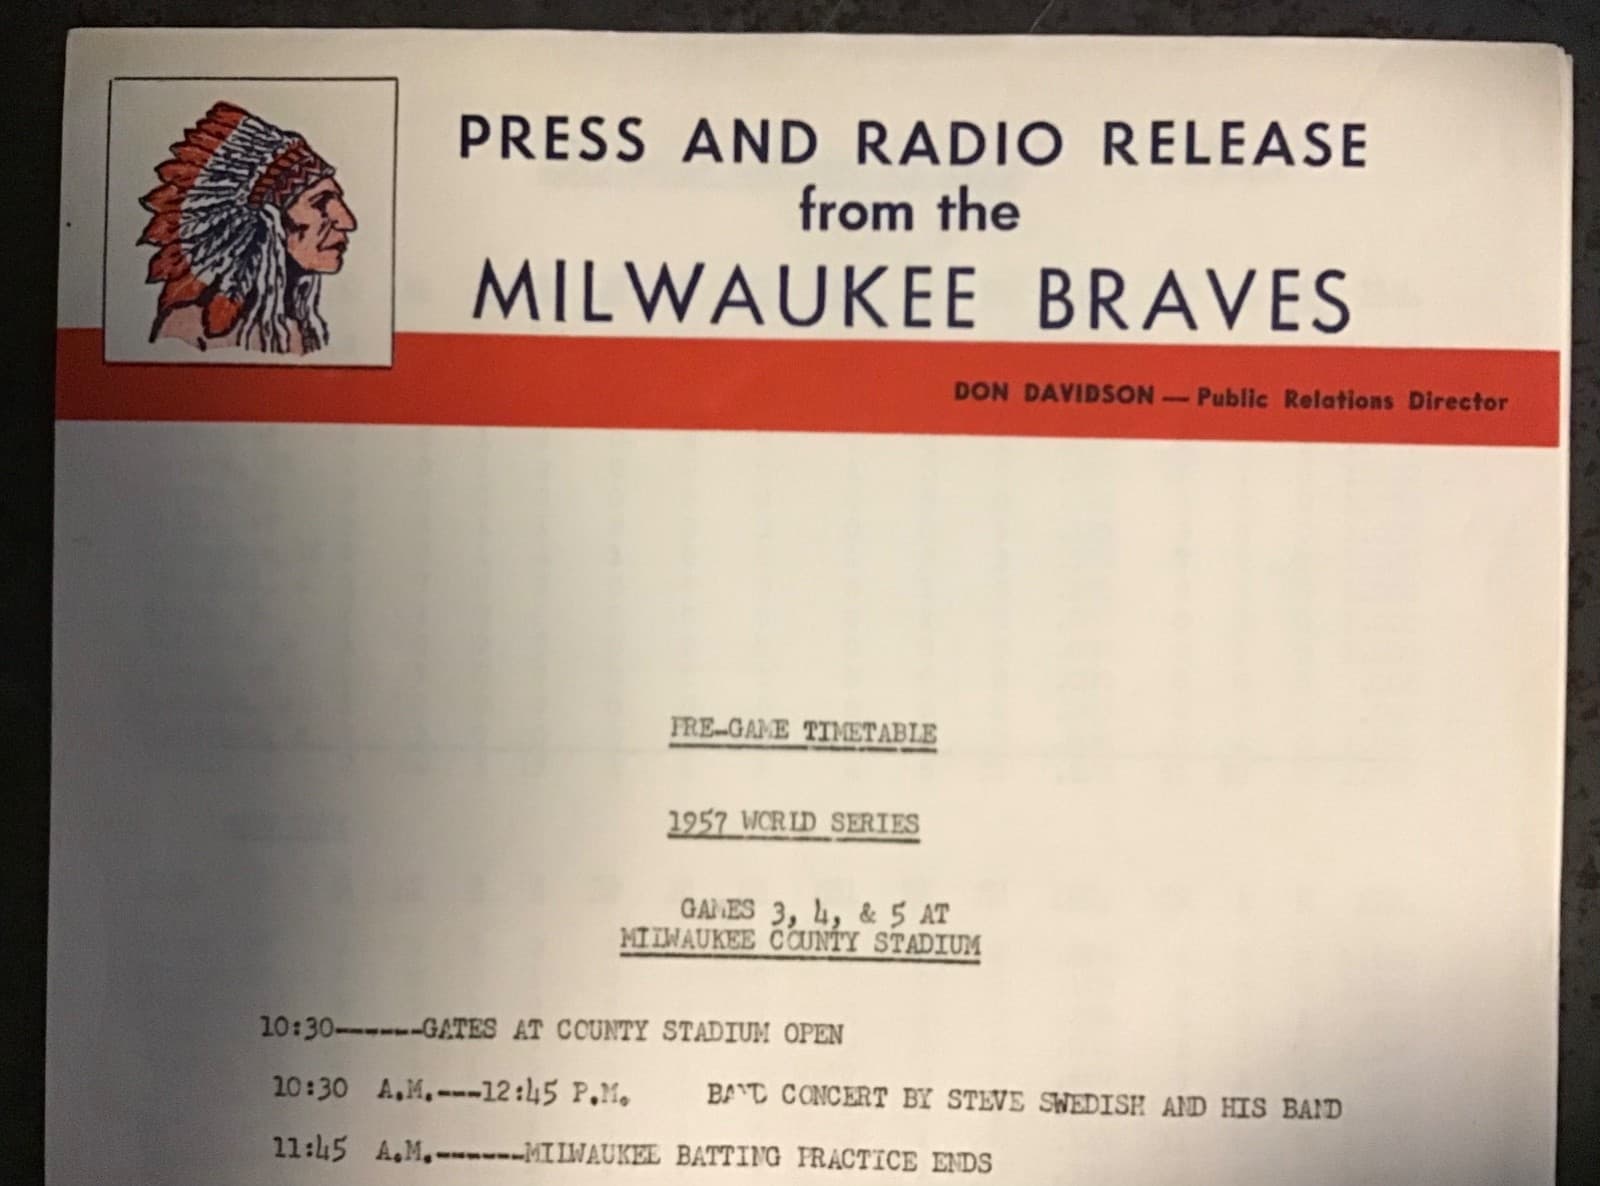 PRESS AND RADIO RELEASE
from the
MILWAUKEE BRAVES
DON DAVIDSON — Public Relations Director
PRE-GAME TIMETABLE
1957 WORLD SERIES
GAMES 3, 4, & 5 AT
MILWAUKEE COUNTY STADIUM
10:30------GATES AT COUNTY STADIUM OPEN
10:30 A.M.---12:45 P.M. BAND CONCERT BY STEVE SWEDISH AND HIS BAND
11:45 A.M.------MILWAUKEE BATTING PRACTICE ENDS